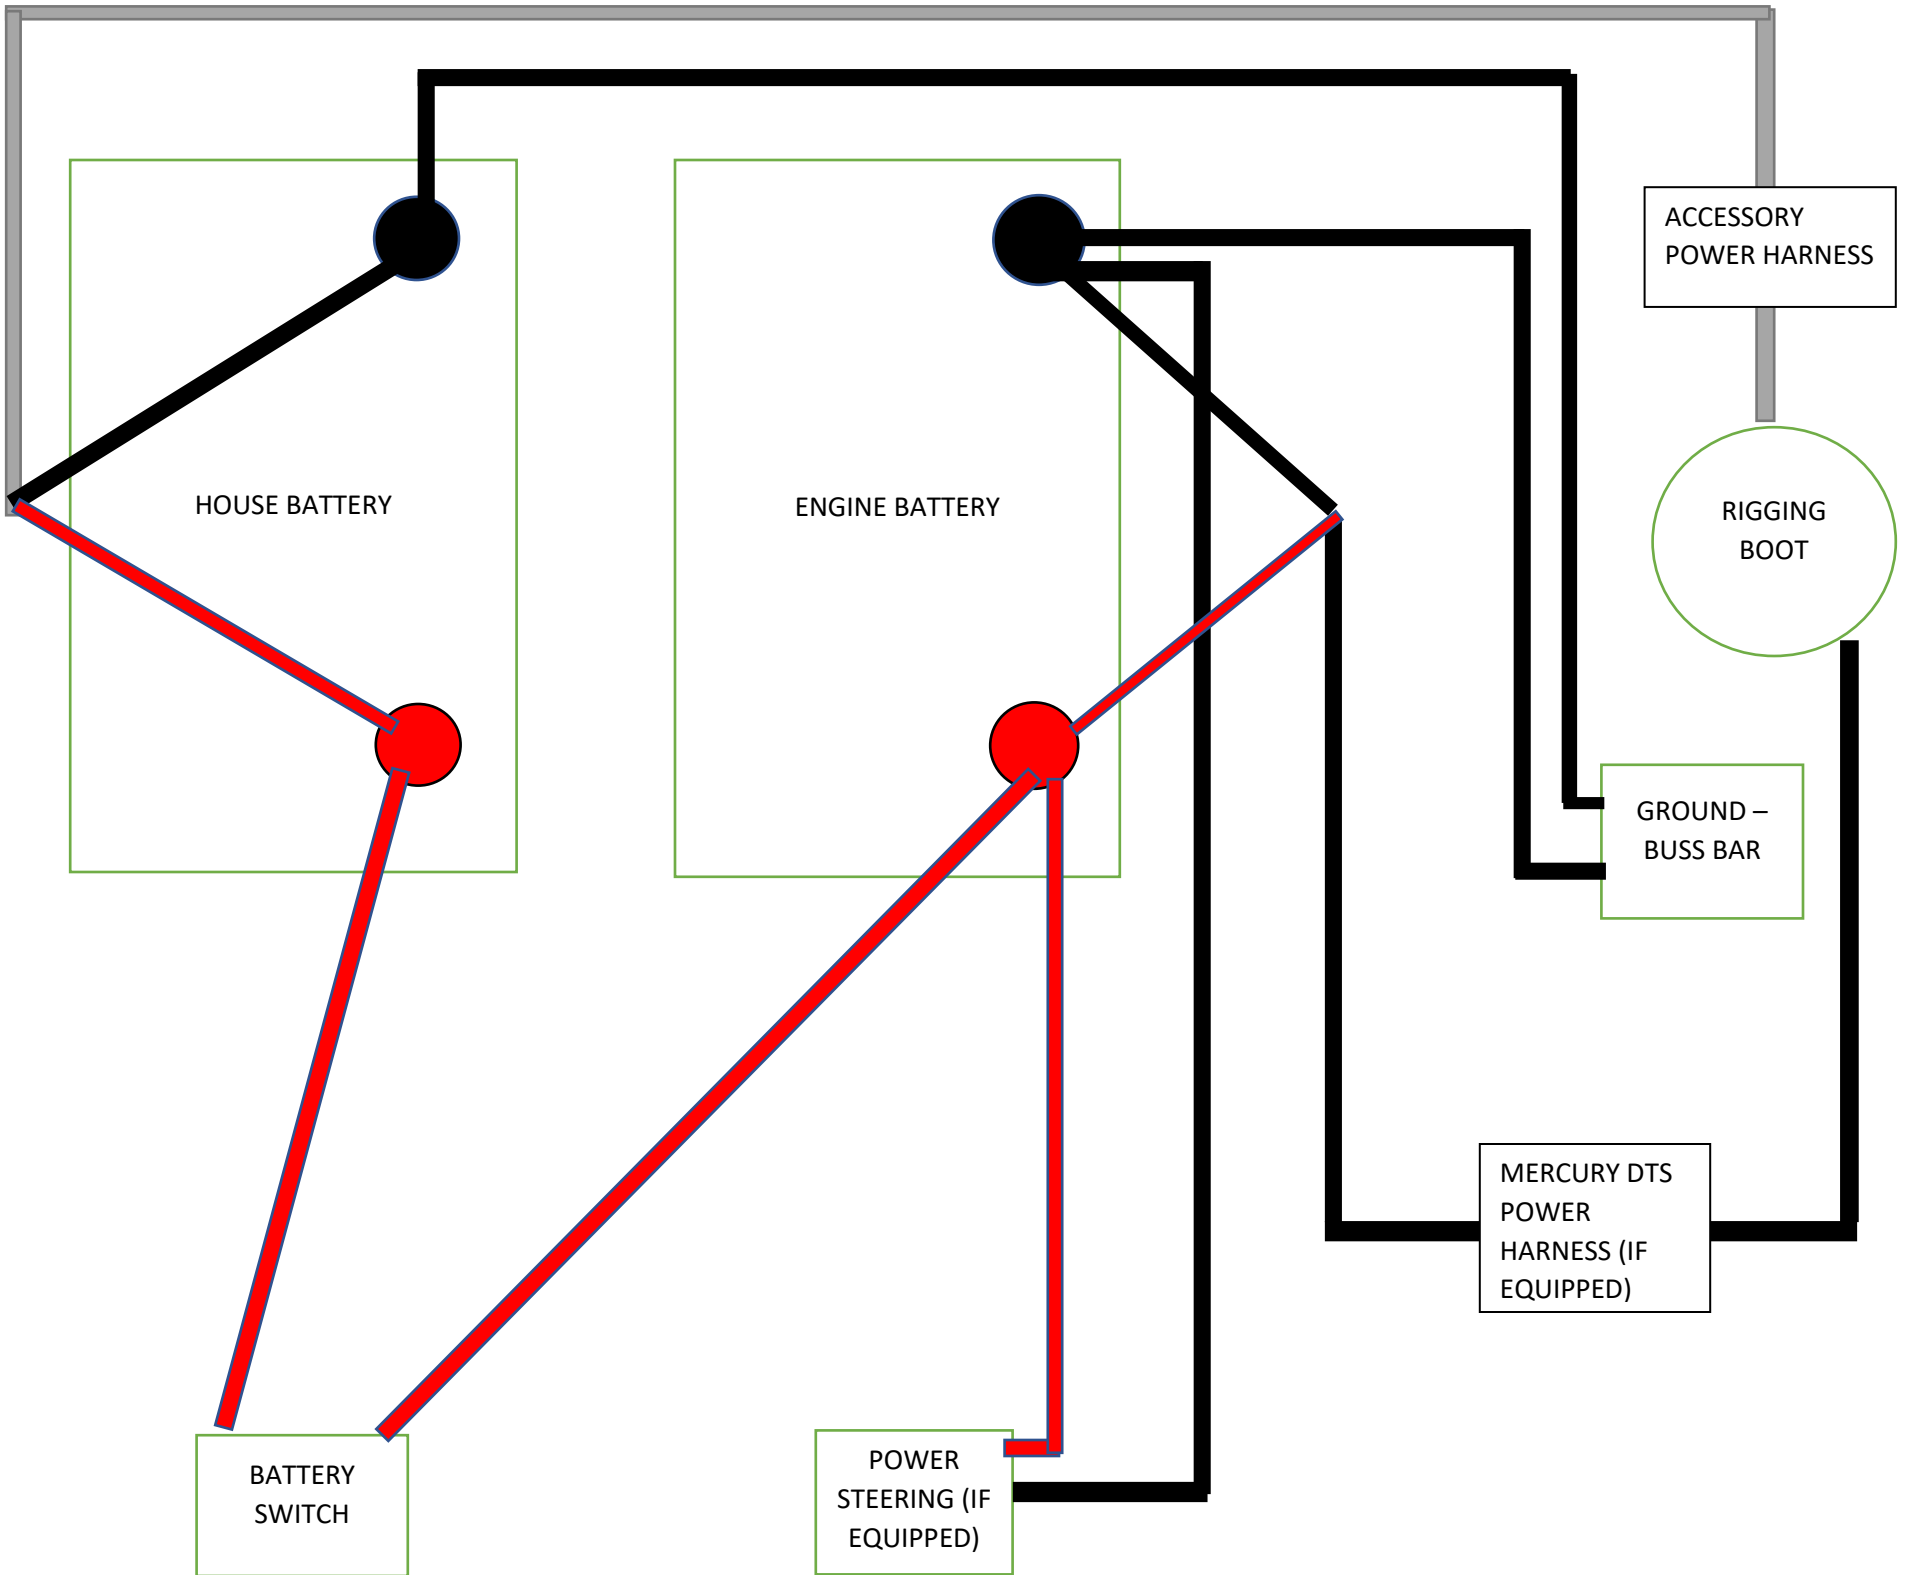 ACCESSORY
POWER HARNESS
HOUSE BATTERY
ENGINE BATTERY
RIGGING
BOOT
GROUND –
BUSS BAR
MERCURY DTS
POWER
HARNESS (IF
EQUIPPED)
BATTERY
SWITCH
POWER
STEERING (IF
EQUIPPED)